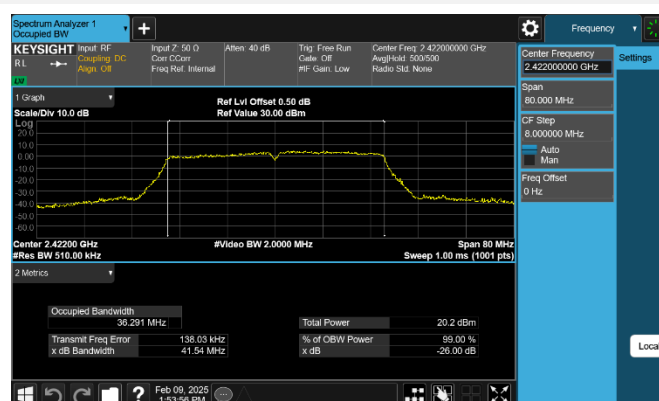 Spectrum Analyzer 1
Occupied BW
Frequency
KEYSIGHT
Input: RF
Input Z: 50 Ω
Atten: 40 dB
Trig: Free Run
Center Freq: 2.422000000 GHz
RL
Coupling: DC
Corr CCorr
Gate: Off
Avg|Hold: 500/500
Align: Off
Freq Ref: Internal
#IF Gain: Low
Radio Std: None
LW
Center Frequency
2.422000000 GHz
Settings
Span
80.000 MHz
CF Step
8.000000 MHz
Auto
Man
Freq Offset
0 Hz
1 Graph
Ref Lvl Offset 0.50 dB
Scale/Div 10.0 dB
Ref Value 30.00 dBm
Log
20.0
10.0
0.00
-10.0
-20.0
-30.0
-40.0
-50.0
-60.0
Center 2.42200 GHz
#Video BW 2.0000 MHz
Span 80 MHz
#Res BW 510.00 kHz
Sweep 1.00 ms (1001 pts)
2 Metrics
Occupied Bandwidth
36.291 MHz
Total Power
20.2 dBm
Transmit Freq Error
138.03 kHz
% of OBW Power
99.00 %
x dB Bandwidth
41.54 MHz
x dB
-26.00 dB
Local
Feb 09, 2025
1:53:56 PM